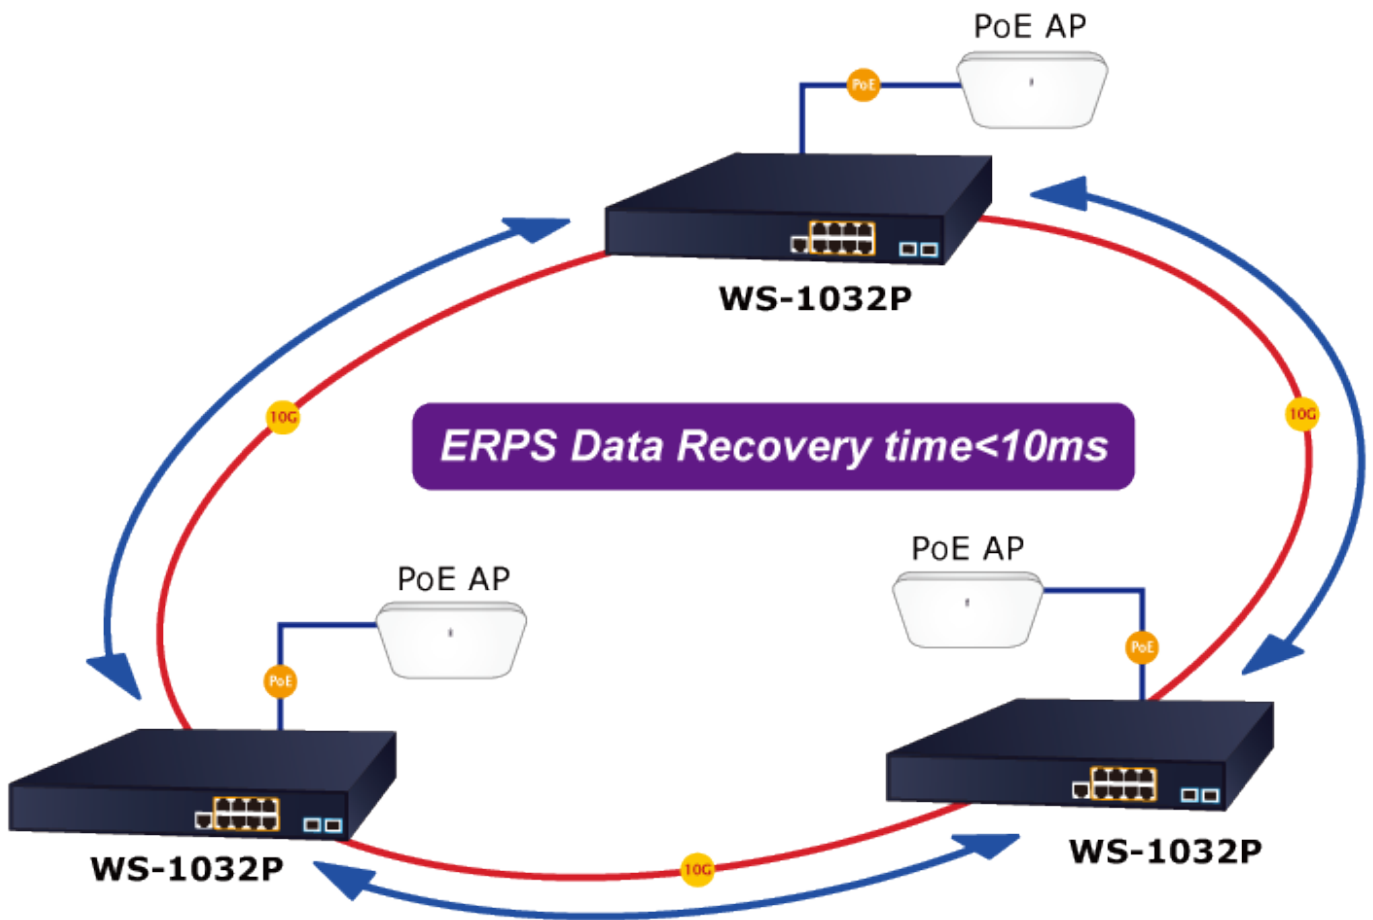 PoE AP
PoE
WS-1032P
10G
10G
ERPS Data Recovery time<10ms
PoE AP
PoE AP
PoE
PoE
WS-1032P
WS-1032P
10G